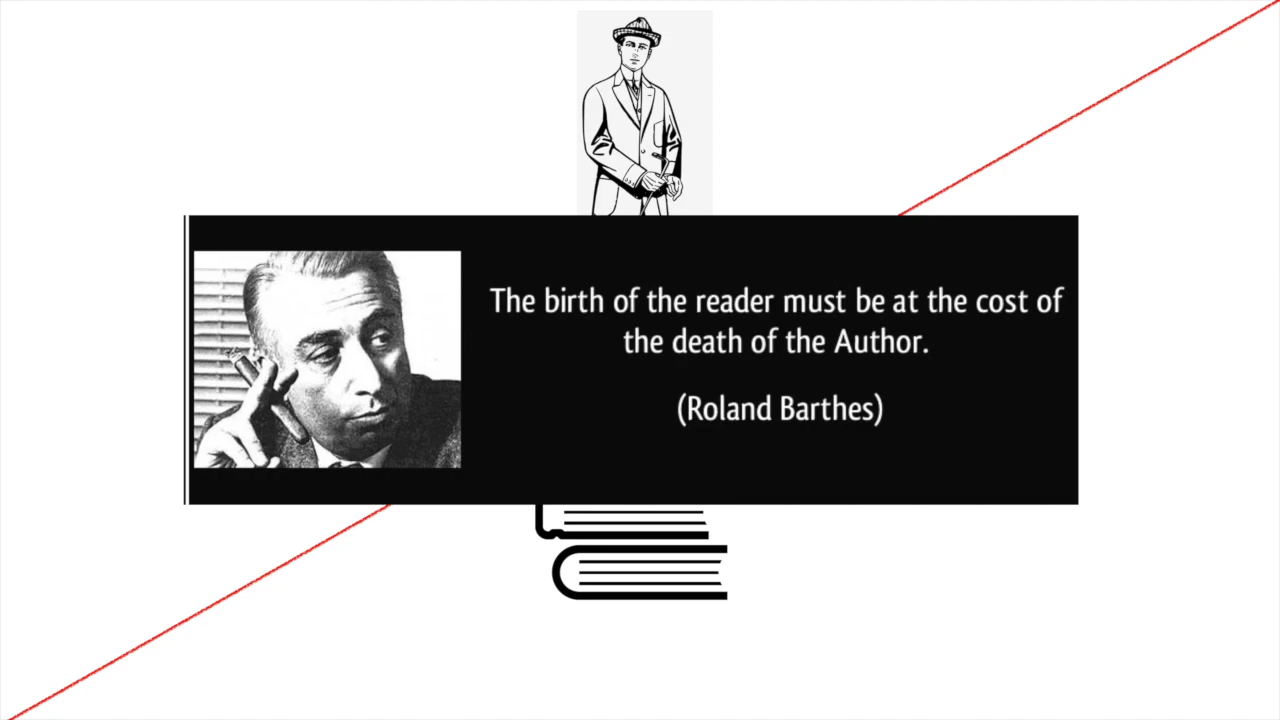 The birth of the reader must be at the cost of
the death of the Author.
(Roland Barthes)